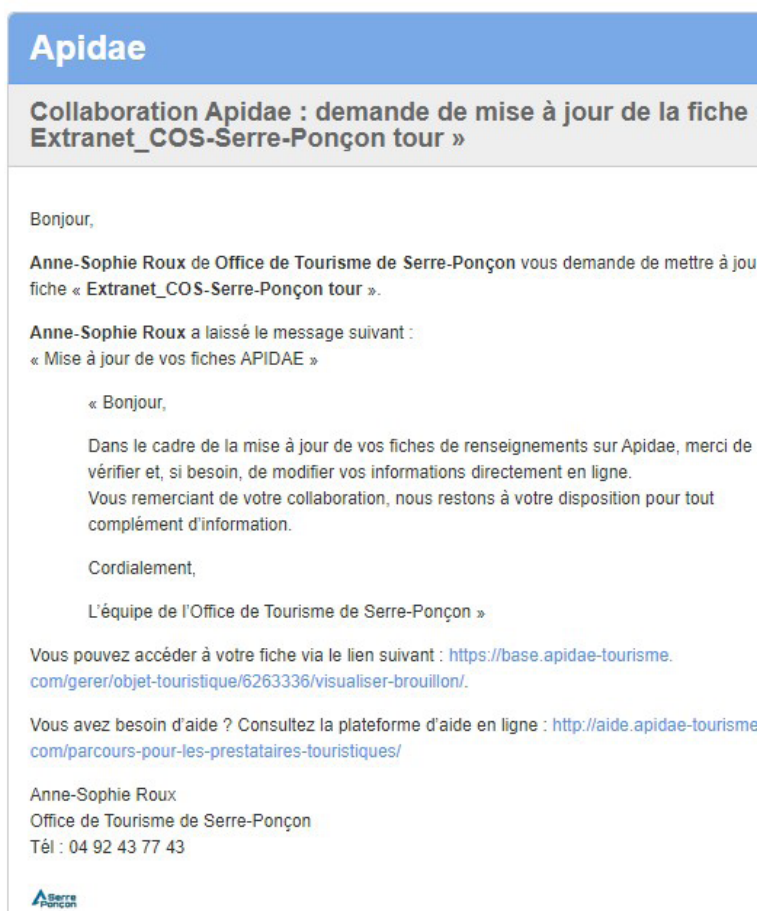 Apidae
Collaboration Apidae : demande de mise à jour de la fiche
Extranet_COS-Serre-Ponçon tour »
Bonjour,
Anne-Sophie Roux de Office de Tourisme de Serre-Ponçon vous demande de mettre à jou
fiche « Extranet_COS-Serre-Ponçon tour ».
Anne-Sophie Roux a laissé le message suivant :
« Mise à jour de vos fiches APIDAE »
« Bonjour,
Dans le cadre de la mise à jour de vos fiches de renseignements sur Apidae, merci de
vérifier et, si besoin, de modifier vos informations directement en ligne.
Vous remerciant de votre collaboration, nous restons à votre disposition pour tout
complément d'information.
Cordialement,
L'équipe de l'Office de Tourisme de Serre-Ponçon »
Vous pouvez accéder à votre fiche via le lien suivant : https://base.apidae-tourisme.
com/gerer/objet-touristique/6263336/visualiser-brouillon/.
Vous avez besoin d'aide ? Consultez la plateforme d'aide en ligne : http://aide.apidae-tourisme
com/parcours-pour-les-prestataires-touristiques/
Anne-Sophie Roux
Office de Tourisme de Serre-Ponçon
Tél : 04 92 43 77 43
Serre
Ponçon